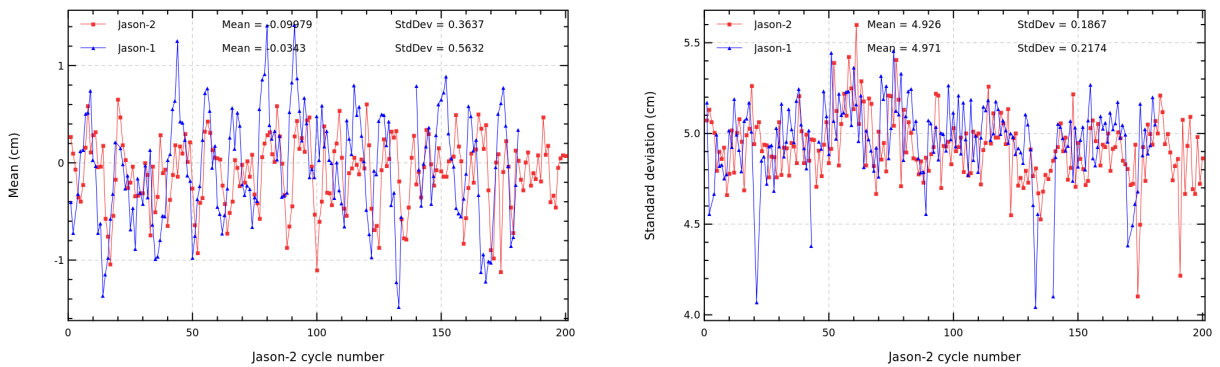 Jason-2 Mean = -0.09079 StdDev = 0.3637
Jason-1 Mean = -0.0343 StdDev = 0.5632
1
0
-1
0 50 100 150 200
Mean (cm)
Jason-2 cycle number
Jason-2 Mean = 4.926 StdDev = 0.1867
Jason-1 Mean = 4.971 StdDev = 0.2174
5.5
5.0
4.5
4.0
0 50 100 150 200
Standard deviation (cm)
Jason-2 cycle number